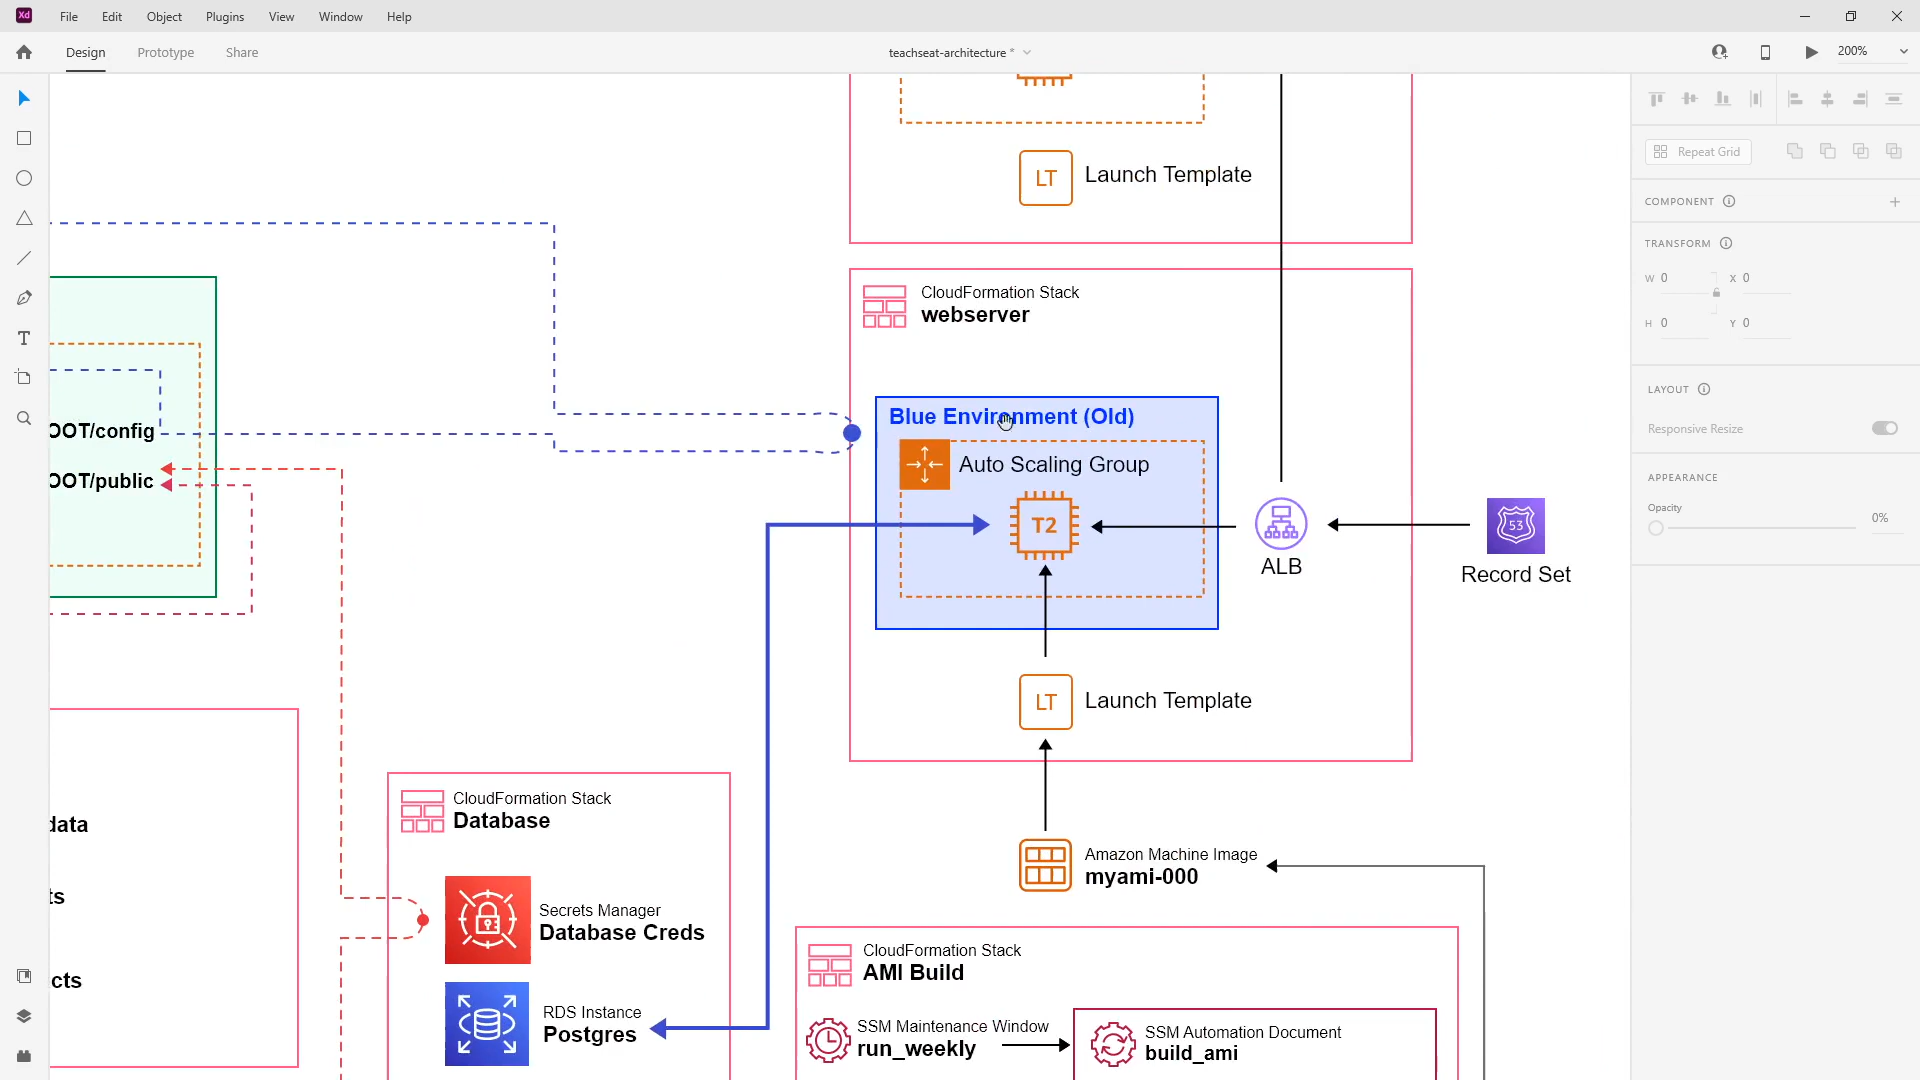 Xd
File
Edit
Object
Plugins
View
Window
Help
Design
Prototype
Share
teachseat-architecture *
200%
Repeat Grid
COMPONENT
TRANSFORM
W 0
X 0
H 0
Y 0
LAYOUT
Responsive Resize
APPEARANCE
Opacity
0%
LT
Launch Template
CloudFormation Stack
webserver
Blue Environment (Old)
Auto Scaling Group
T2
ALB
53
Record Set
LT
Launch Template
OOT/config
OOT/public
data
ts
cts
CloudFormation Stack
Database
Secrets Manager
Database Creds
RDS Instance
Postgres
Amazon Machine Image
myami-000
CloudFormation Stack
AMI Build
SSM Maintenance Window
run_weekly
SSM Automation Document
build_ami